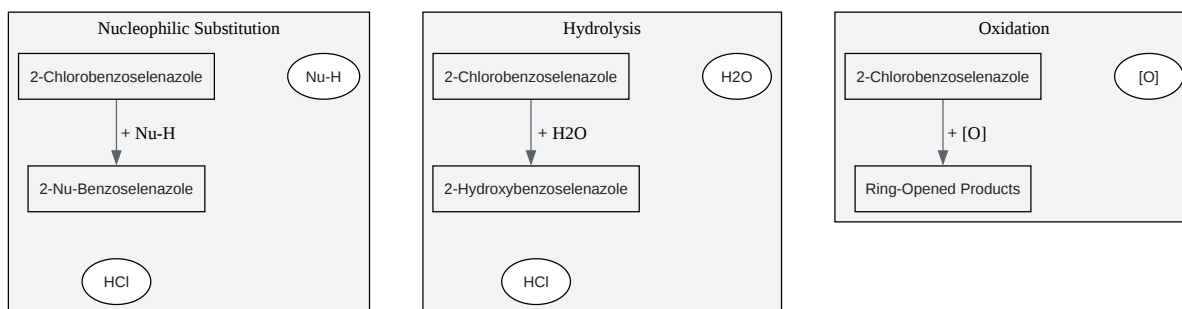 Nucleophilic Substitution
2-Chlorobenzoselenazole
Nu-H
+ Nu-H
2-Nu-Benzoselenazole
HCl
Hydrolysis
2-Chlorobenzoselenazole
H2O
+ H2O
2-Hydroxybenzoselenazole
HCl
Oxidation
2-Chlorobenzoselenazole
[O]
+ [O]
Ring-Opened Products